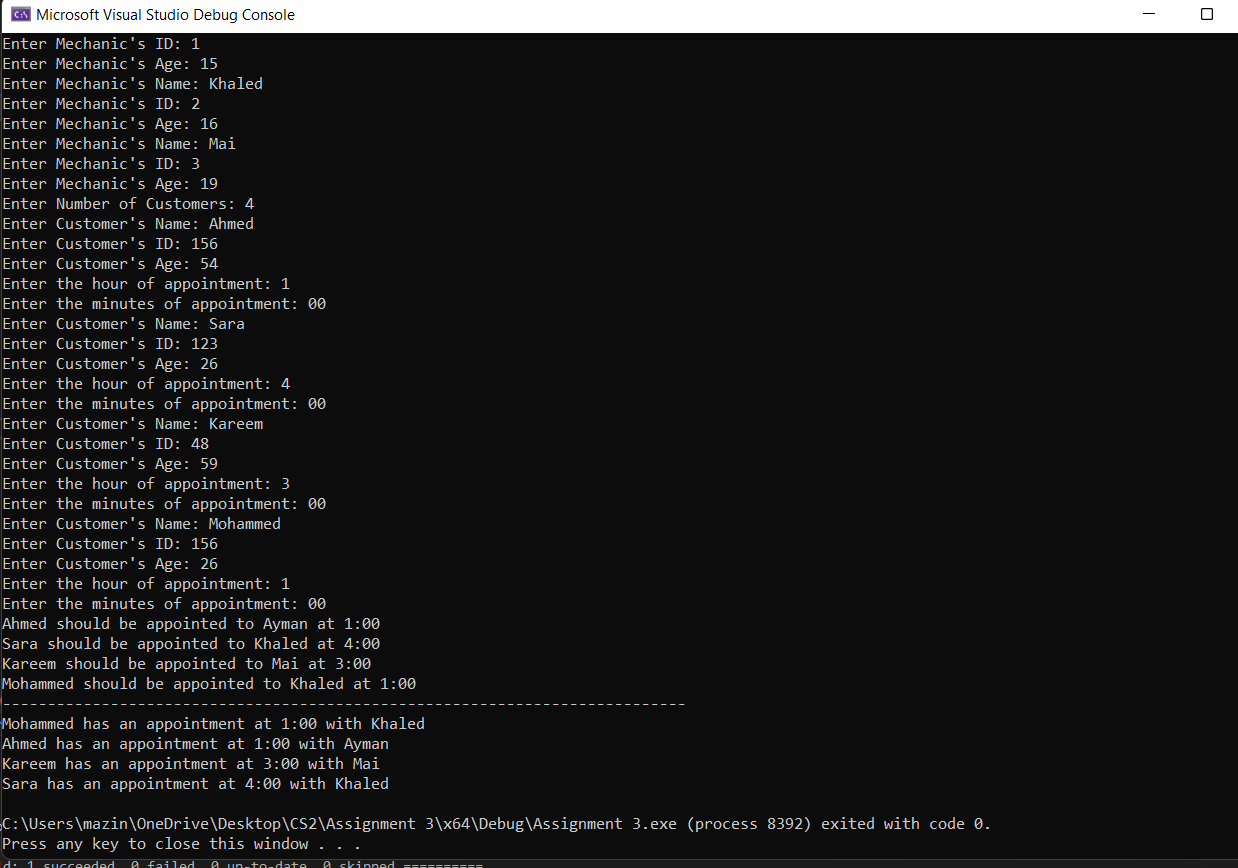 Microsoft Visual Studio Debug Console
Enter Mechanic's ID: 1
Enter Mechanic's Age: 15
Enter Mechanic's Name: Khaled
Enter Mechanic's ID: 2
Enter Mechanic's Age: 16
Enter Mechanic's Name: Mai
Enter Mechanic's ID: 3
Enter Mechanic's Age: 19
Enter Number of Customers: 4
Enter Customer's Name: Ahmed
Enter Customer's ID: 156
Enter Customer's Age: 54
Enter the hour of appointment: 1
Enter the minutes of appointment: 00
Enter Customer's Name: Sara
Enter Customer's ID: 123
Enter Customer's Age: 26
Enter the hour of appointment: 4
Enter the minutes of appointment: 00
Enter Customer's Name: Kareem
Enter Customer's ID: 48
Enter Customer's Age: 59
Enter the hour of appointment: 3
Enter the minutes of appointment: 00
Enter Customer's Name: Mohammed
Enter Customer's ID: 156
Enter Customer's Age: 26
Enter the hour of appointment: 1
Enter the minutes of appointment: 00
Ahmed should be appointed to Ayman at 1:00
Sara should be appointed to Khaled at 4:00
Kareem should be appointed to Mai at 3:00
Mohammed should be appointed to Khaled at 1:00
----------------------------------------------------------------------------
Mohammed has an appointment at 1:00 with Khaled
Ahmed has an appointment at 1:00 with Ayman
Kareem has an appointment at 3:00 with Mai
Sara has an appointment at 4:00 with Khaled
C:\Users\mazin\OneDrive\Desktop\CS2\Assignment 3\x64\Debug\Assignment 3.exe (process 8392) exited with code 0.
Press any key to close this window . . .
d: 1 succeeded, 0 failed, 0 up-to-date, 0 skipped ==========